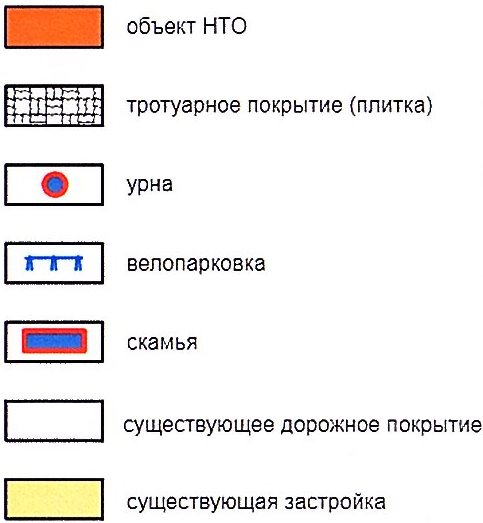 объект НТО
тротуарное покрытие (плитка)
урна
велопарковка
скамья
существующее дорожное покрытие
существующая застройка